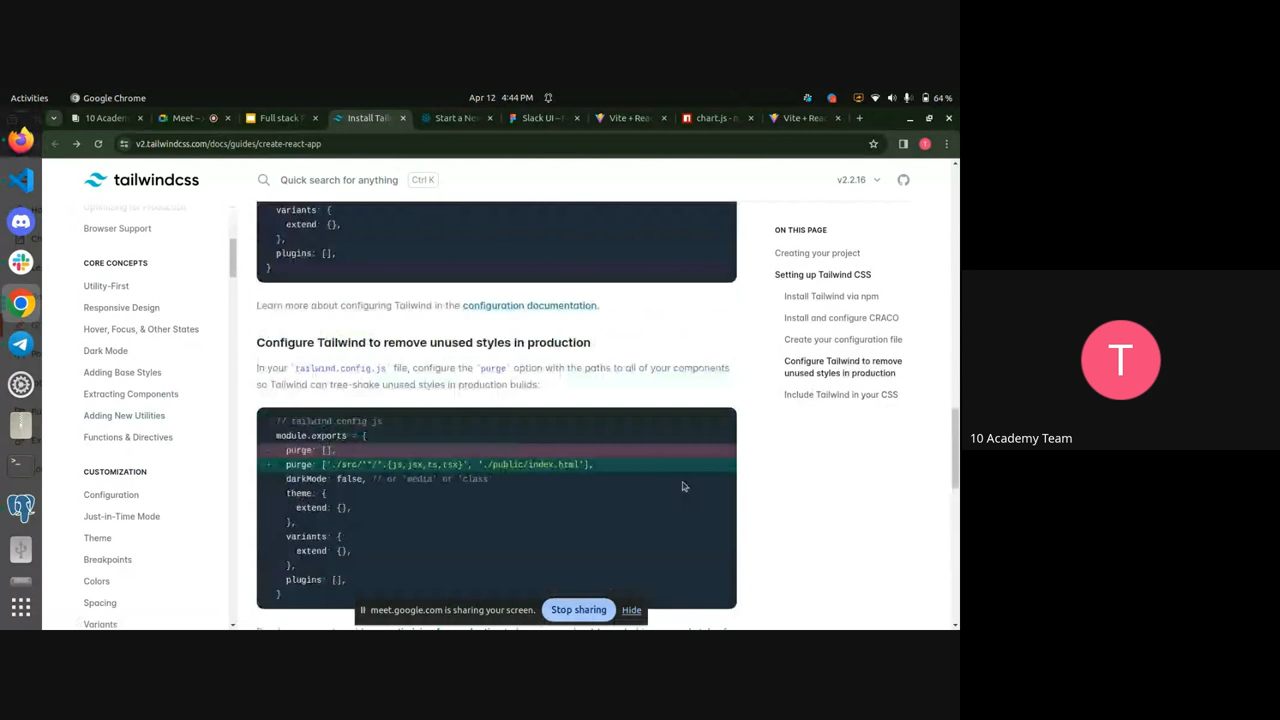 Activities
Google Chrome
Apr 12 4:44 PM
64 %
10 Academ
Meet –
Full stack
Install Tail
Start a Ne
Slack UI –
Vite + Rea
chart.js - n
Vite + Rea
v2.tailwindcss.com/docs/guides/create-react-app
T
tailwindcss
Quick search for anything
Ctrl K
v2.2.16
Optimizing for Production
Browser Support
CORE CONCEPTS
Utility-First
Responsive Design
Hover, Focus, & Other States
Dark Mode
Adding Base Styles
Extracting Components
Adding New Utilities
Functions & Directives
CUSTOMIZATION
Configuration
Just-in-Time Mode
Theme
Breakpoints
Colors
Spacing
Variants
variants: {
extend: {},
},
plugins: [],
}
Learn more about configuring Tailwind in the configuration documentation.
Configure Tailwind to remove unused styles in production
In your `tailwind.config.js` file, configure the `purge` option with the paths to all of your components
so Tailwind can tree-shake unused styles in production builds:
// tailwind.config.js
module.exports = {
- purge: [],
+ purge: ['./src/**/*.{js,jsx,ts,tsx}', './public/index.html'],
darkMode: false, // or 'media' or 'class'
theme: {
extend: {},
},
variants: {
extend: {},
},
plugins: [],
}
meet.google.com is sharing your screen.
Stop sharing
Hide
ON THIS PAGE
Creating your project
Setting up Tailwind CSS
Install Tailwind via npm
Install and configure CRACO
Create your configuration file
Configure Tailwind to remove
unused styles in production
Include Tailwind in your CSS
T
10 Academy Team